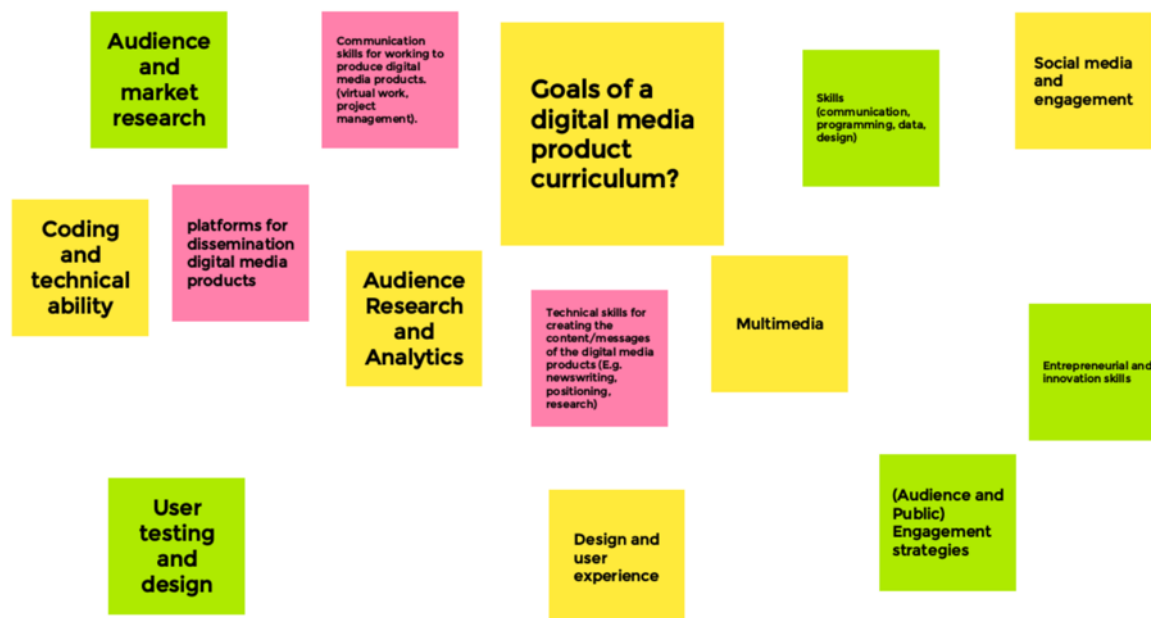 Audience
and
market
research
Communication
skills for working to
produce digital
media products.
(virtual work,
project
management).
Goals of a
digital media
product
curriculum?
Skills
(communication,
programming, data,
design)
Social media
and
engagement
Coding
and
technical
ability
platforms for
dissemination
digital media
products
Audience
Research
and
Analytics
Technical skills for
creating the
content/messages
of the digital media
products (E.g.
newswriting,
positioning,
research)
Multimedia
Entrepreneurial and
innovation skills
User
testing
and
design
Design and
user
experience
(Audience and
Public)
Engagement
strategies